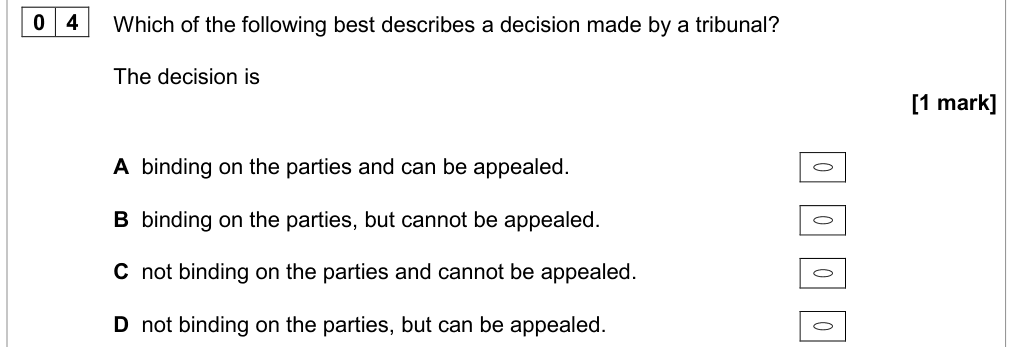 0 4 Which of the following best describes a decision made by a tribunal?
The decision is
[1 mark]
A binding on the parties and can be appealed.
B binding on the parties, but cannot be appealed.
C not binding on the parties and cannot be appealed.
D not binding on the parties, but can be appealed.